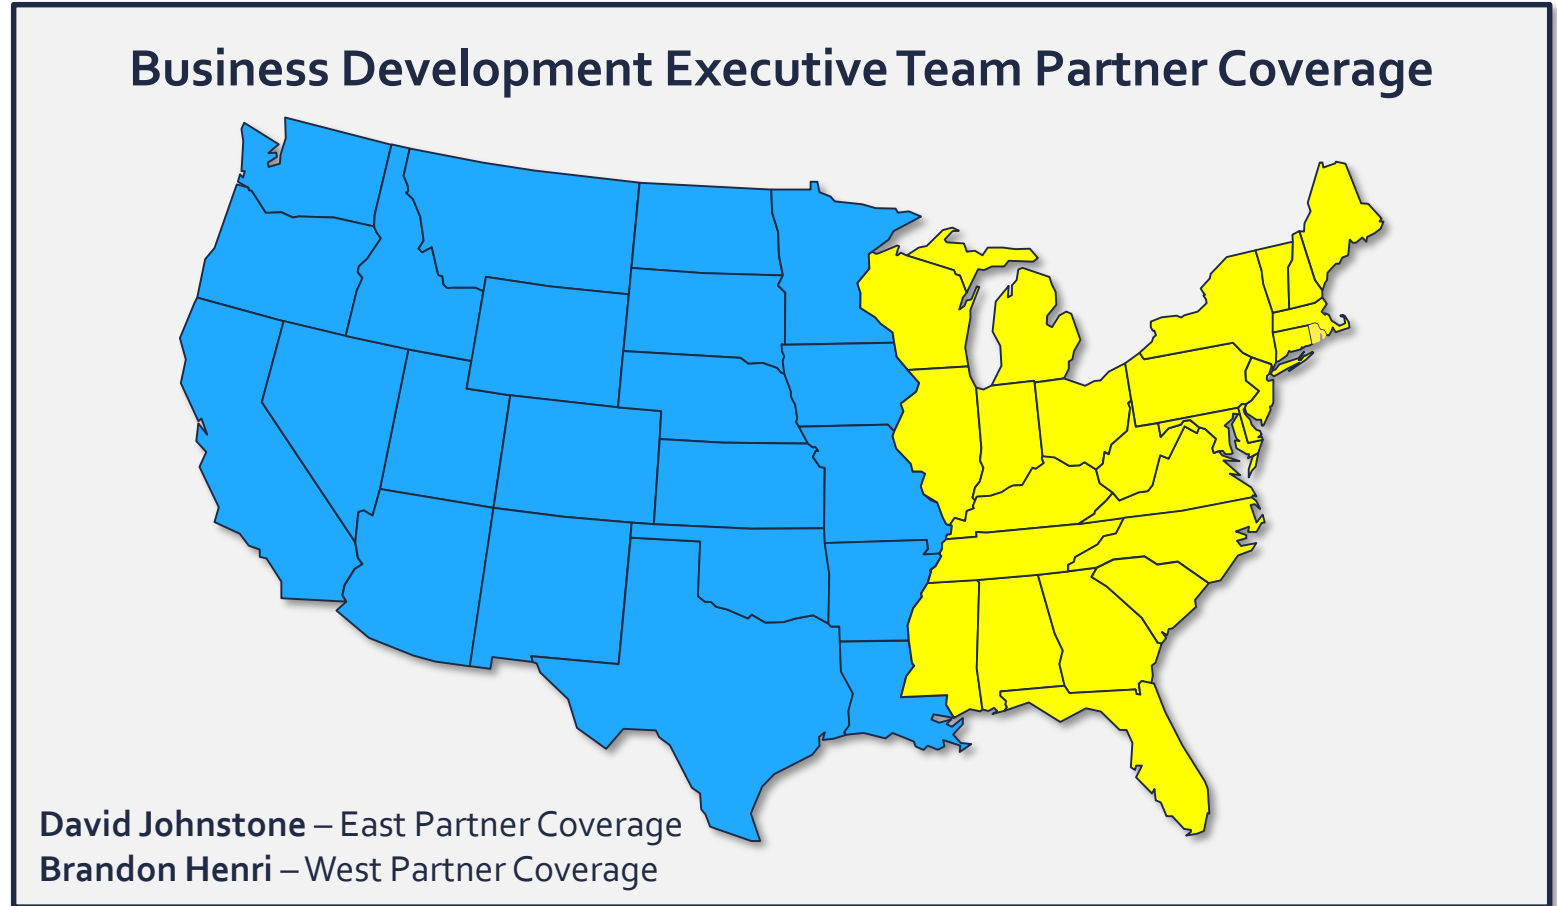 Business Development Executive Team Partner Coverage
David Johnstone – East Partner Coverage
Brandon Henri – West Partner Coverage